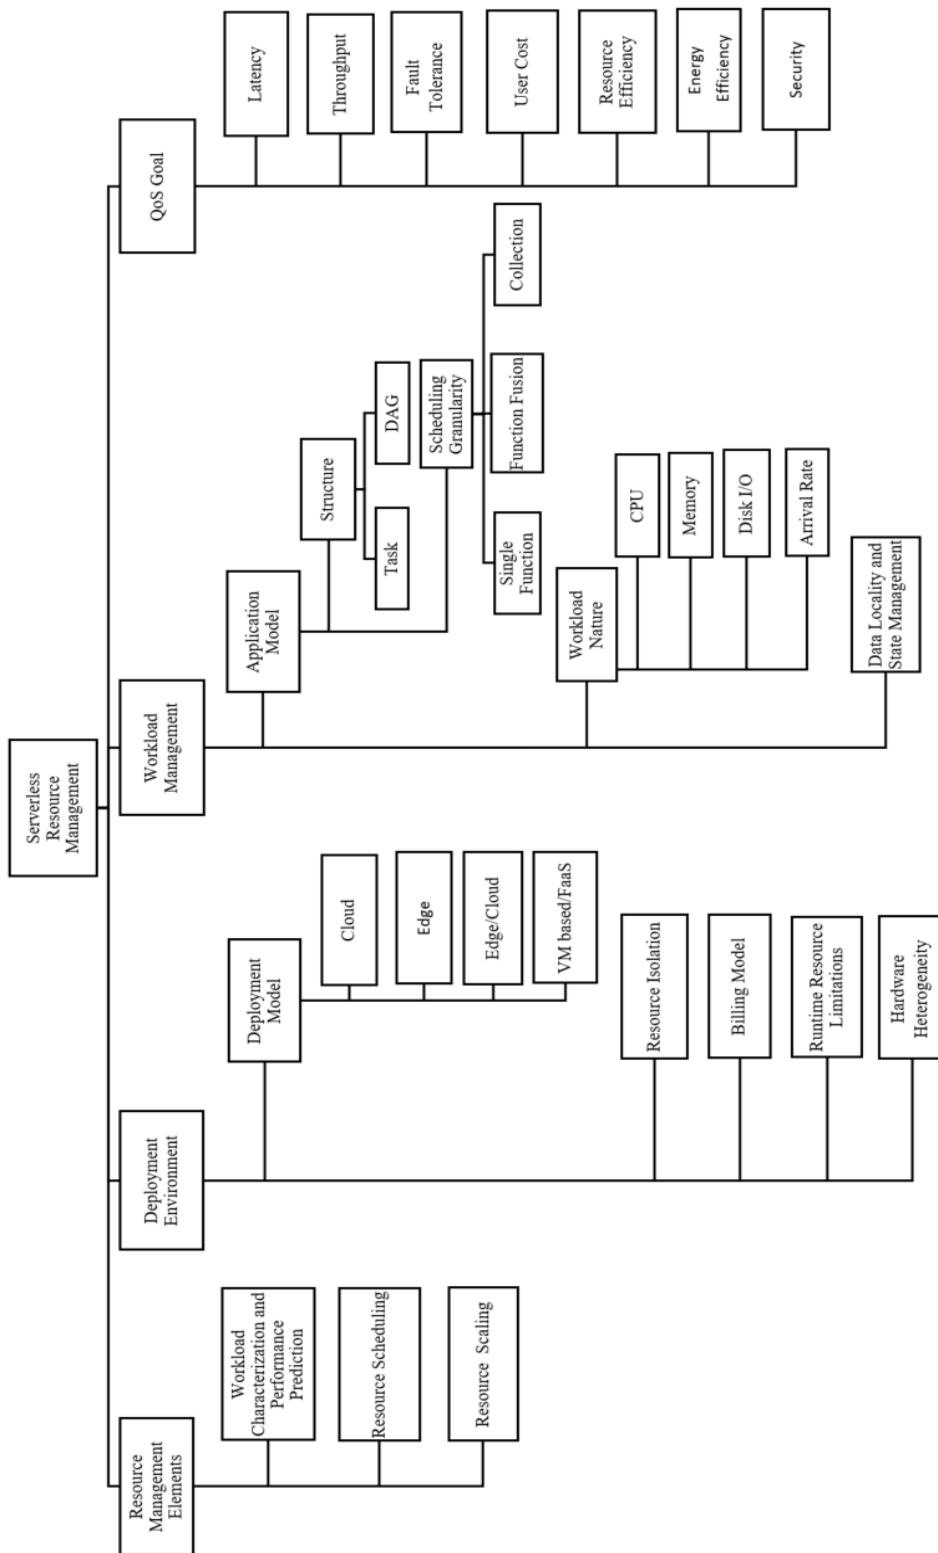 Serverless
Resource
Management
Resource
Management
Elements
Workload
Characterization and
Performance
Prediction
Resource Scheduling
Resource Scaling
Deployment
Environment
Deployment
Model
Cloud
Edge
Edge/Cloud
VM based/FaaS
Resource Isolation
Billing Model
Runtime Resource
Limitations
Hardware
Heterogeneity
Workload
Management
Application
Model
Structure
Task
DAG
Scheduling
Granularity
Single
Function
Function Fusion
Collection
Workload
Nature
CPU
Memory
Disk I/O
Arrival Rate
Data Locality and
State Management
QoS Goal
Latency
Throughput
Fault
Tolerance
User Cost
Resource
Efficiency
Energy
Efficiency
Security